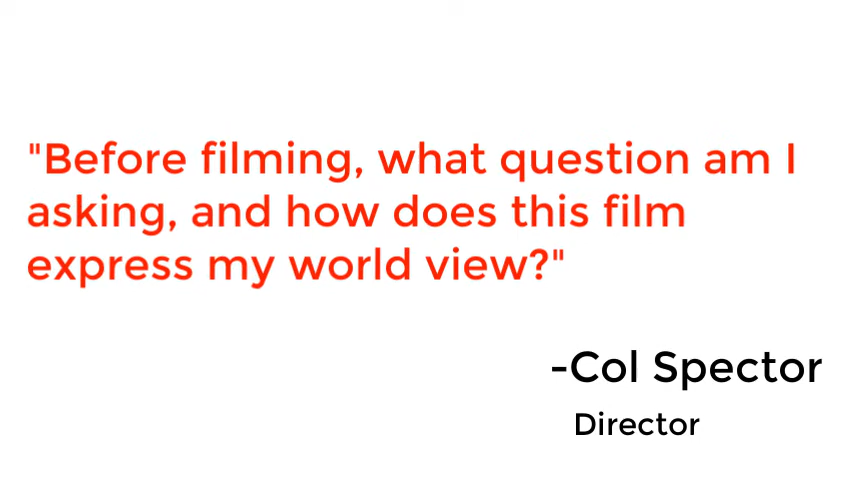 "Before filming, what question am I
asking, and how does this film
express my world view?"
-Col Spector
Director